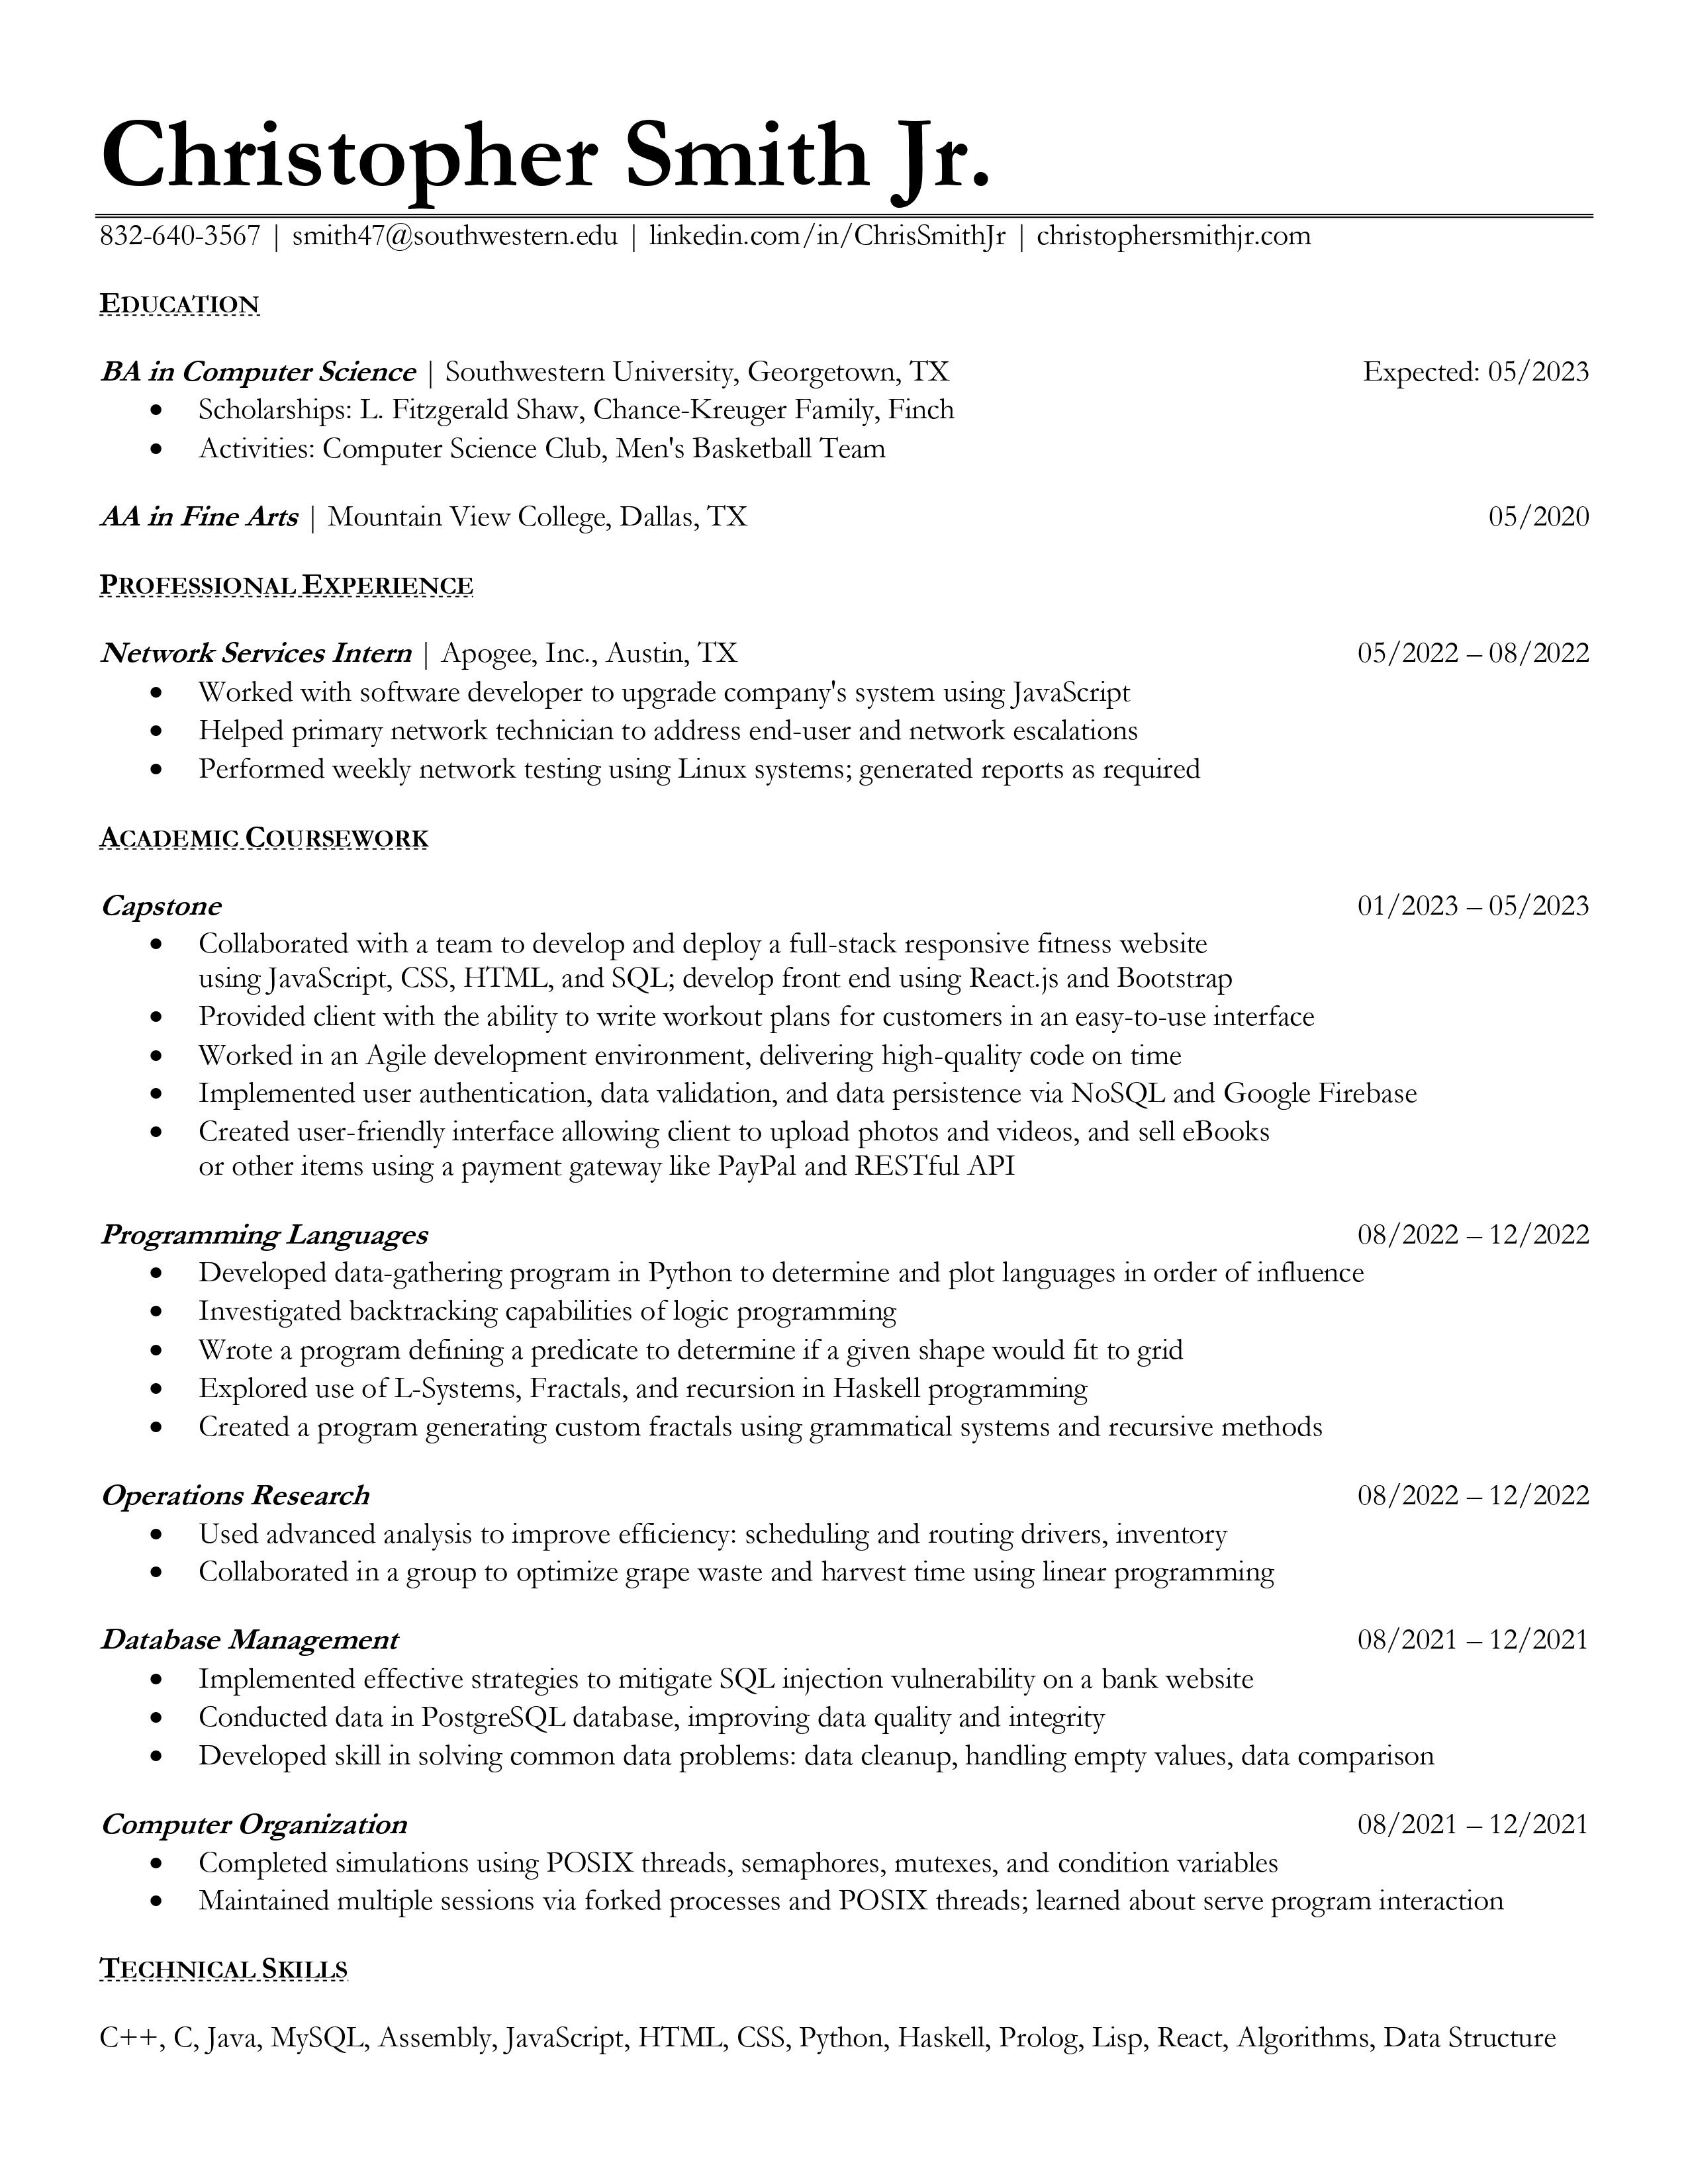 Christopher Smith Jr.
832-640-3567 | smith47@southwestern.edu | linkedin.com/in/ChrisSmithJr | christophersmithjr.com
EDUCATION
BA in Computer Science | Southwestern University, Georgetown, TX Expected: 05/2023
• Scholarships: L. Fitzgerald Shaw, Chance-Kreuger Family, Finch
• Activities: Computer Science Club, Men's Basketball Team
AA in Fine Arts | Mountain View College, Dallas, TX 05/2020
PROFESSIONAL EXPERIENCE
Network Services Intern | Apogee, Inc., Austin, TX 05/2022 – 08/2022
• Worked with software developer to upgrade company's system using JavaScript
• Helped primary network technician to address end-user and network escalations
• Performed weekly network testing using Linux systems; generated reports as required
ACADEMIC COURSEWORK
Capstone 01/2023 – 05/2023
• Collaborated with a team to develop and deploy a full-stack responsive fitness website
using JavaScript, CSS, HTML, and SQL; develop front end using React.js and Bootstrap
• Provided client with the ability to write workout plans for customers in an easy-to-use interface
• Worked in an Agile development environment, delivering high-quality code on time
• Implemented user authentication, data validation, and data persistence via NoSQL and Google Firebase
• Created user-friendly interface allowing client to upload photos and videos, and sell eBooks
or other items using a payment gateway like PayPal and RESTful API
Programming Languages 08/2022 – 12/2022
• Developed data-gathering program in Python to determine and plot languages in order of influence
• Investigated backtracking capabilities of logic programming
• Wrote a program defining a predicate to determine if a given shape would fit to grid
• Explored use of L-Systems, Fractals, and recursion in Haskell programming
• Created a program generating custom fractals using grammatical systems and recursive methods
Operations Research 08/2022 – 12/2022
• Used advanced analysis to improve efficiency: scheduling and routing drivers, inventory
• Collaborated in a group to optimize grape waste and harvest time using linear programming
Database Management 08/2021 – 12/2021
• Implemented effective strategies to mitigate SQL injection vulnerability on a bank website
• Conducted data in PostgreSQL database, improving data quality and integrity
• Developed skill in solving common data problems: data cleanup, handling empty values, data comparison
Computer Organization 08/2021 – 12/2021
• Completed simulations using POSIX threads, semaphores, mutexes, and condition variables
• Maintained multiple sessions via forked processes and POSIX threads; learned about serve program interaction
TECHNICAL SKILLS
C++, C, Java, MySQL, Assembly, JavaScript, HTML, CSS, Python, Haskell, Prolog, Lisp, React, Algorithms, Data Structure